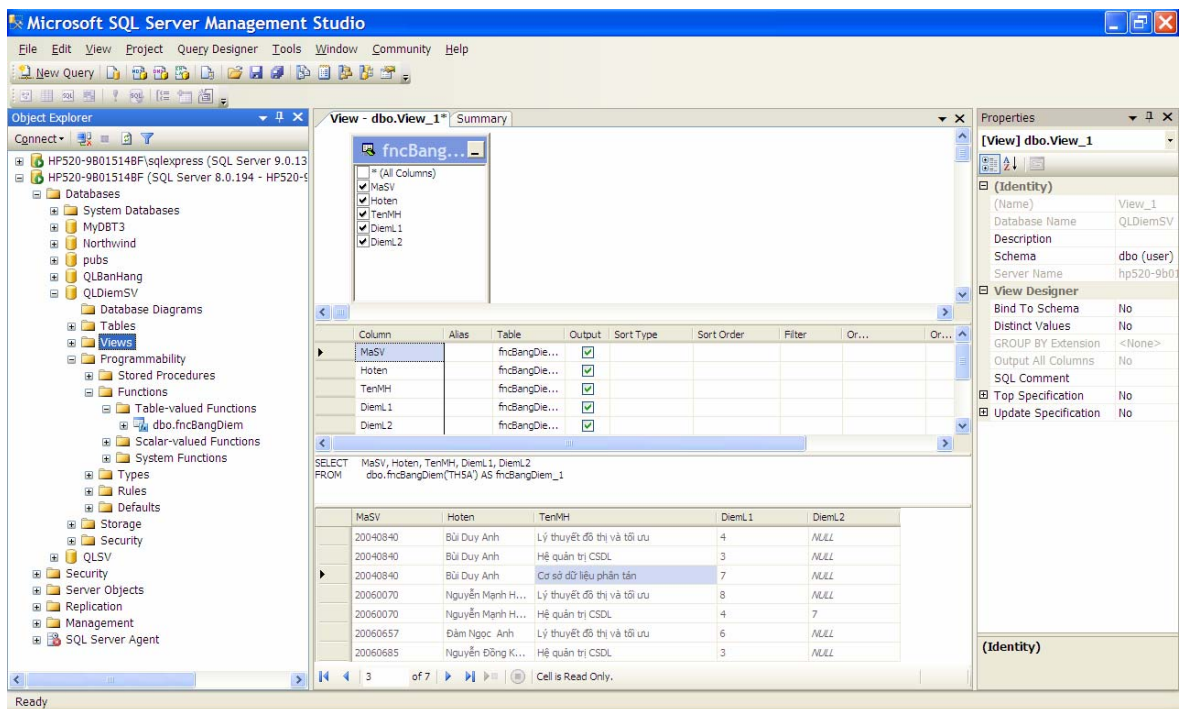 Microsoft SQL Server Management Studio
File Edit View Project Query Designer Tools Window Community Help
New Query
Object Explorer
Connect
HP520-9B01514BF\sqlexpress (SQL Server 9.0.13
HP520-9B01514BF (SQL Server 8.0.194 - HP520-9
Databases
System Databases
MyDBT3
Northwind
pubs
QLBanHang
QLDiemSV
Database Diagrams
Tables
Views
Programmability
Stored Procedures
Functions
Table-valued Functions
dbo.fncBangDiem
Scalar-valued Functions
System Functions
Types
Rules
Defaults
Storage
Security
QLSV
Security
Server Objects
Replication
Management
SQL Server Agent
View - dbo.View_1* Summary
fncBang...
* (All Columns)
MaSV
Hoten
TenMH
DiemL1
DiemL2
Column Alias Table Output Sort Type Sort Order Filter Or... Or...
MaSV fncBangDie...
Hoten fncBangDie...
TenMH fncBangDie...
DiemL1 fncBangDie...
DiemL2 fncBangDie...
SELECT MaSV, Hoten, TenMH, DiemL1, DiemL2
FROM dbo.fncBangDiem('TH5A') AS fncBangDiem_1
MaSV Hoten TenMH DiemL1 DiemL2
20040840 Bùi Duy Anh Lý thuyết đồ thị và tối ưu 4 NULL
20040840 Bùi Duy Anh Hệ quản trị CSDL 3 NULL
20040840 Bùi Duy Anh Cơ sở dữ liệu phân tán 7 NULL
20060070 Nguyễn Mạnh H... Lý thuyết đồ thị và tối ưu 8 NULL
20060070 Nguyễn Mạnh H... Hệ quản trị CSDL 4 7
20060657 Đàm Ngọc Anh Lý thuyết đồ thị và tối ưu 6 NULL
20060685 Nguyễn Đồng K... Hệ quản trị CSDL 3 NULL
3 of 7 Cell is Read Only.
Properties
[View] dbo.View_1
(Identity)
(Name) View_1
Database Name QLDiemSV
Description
Schema dbo (user)
Server Name hp520-9b01
View Designer
Bind To Schema No
Distinct Values No
GROUP BY Extension <None>
Output All Columns No
SQL Comment
Top Specification No
Update Specification No
(Identity)
Ready